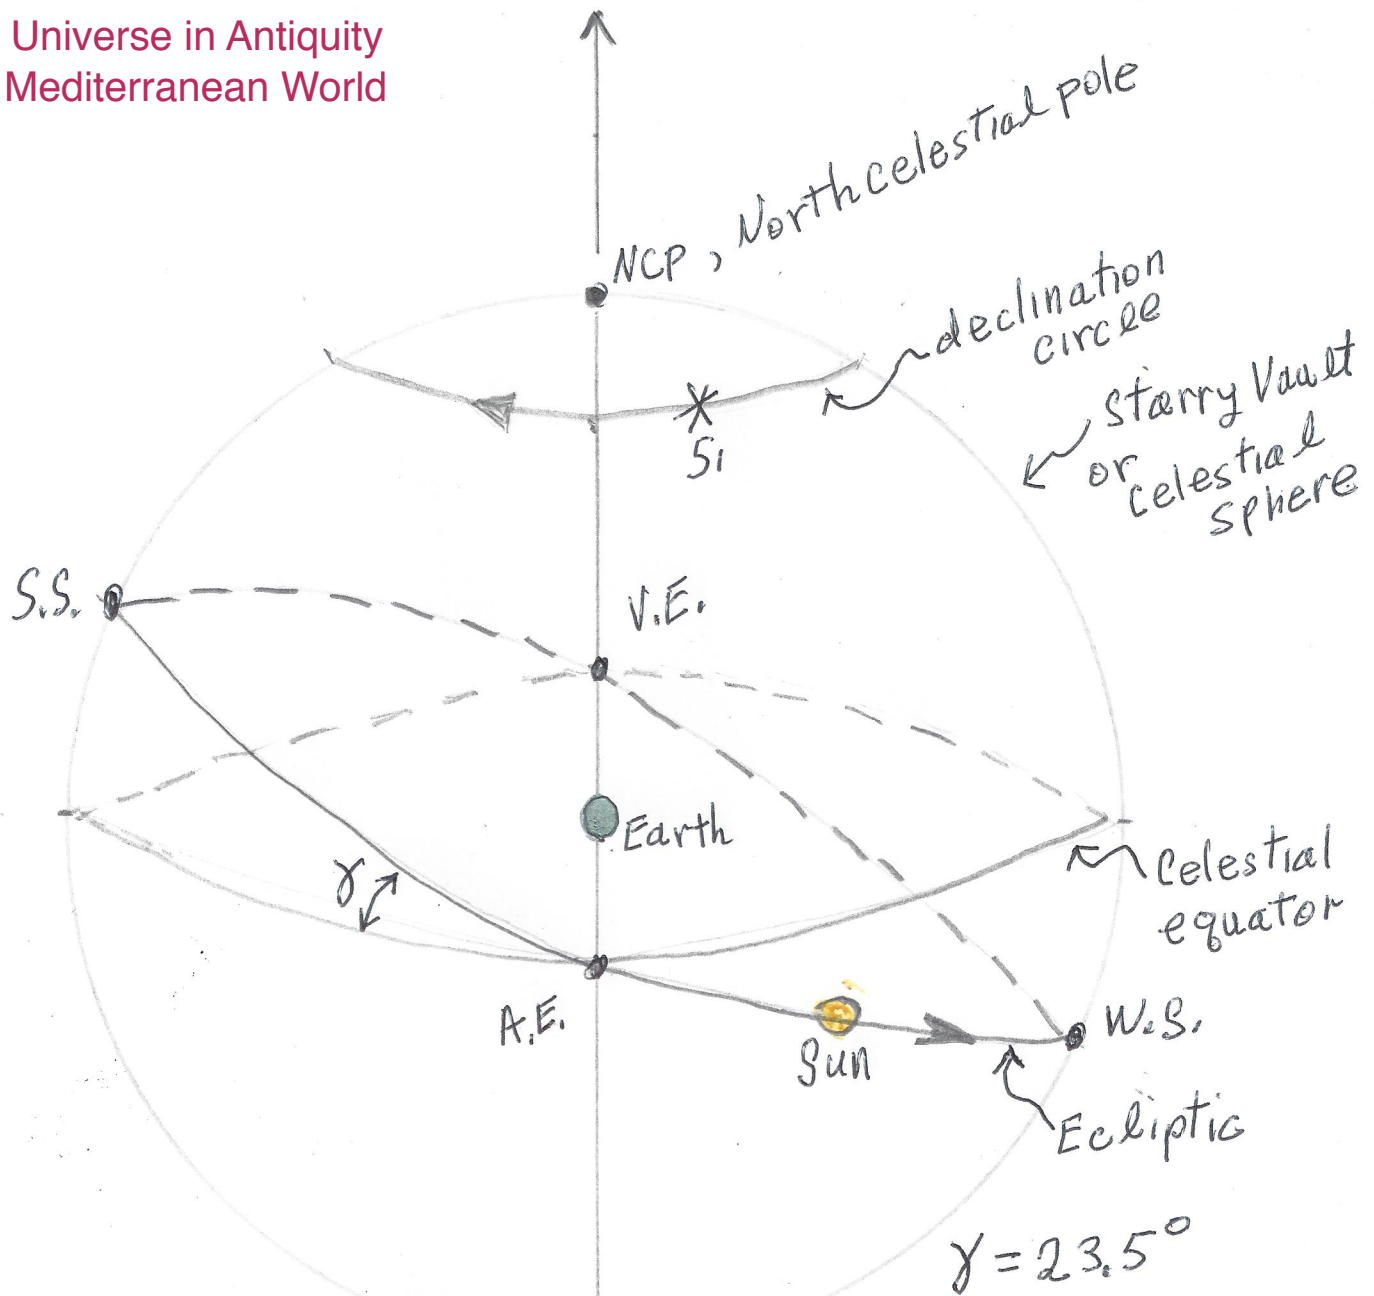 Universe in Antiquity
Mediterranean World
NCP, North celestial pole
declination
circle
Starry Vault
or
celestial
sphere
S1
S.S.
V.E.
Earth
γ
Celestial
equator
A.E.
Sun
W.S.
Ecliptic
γ = 23.5°